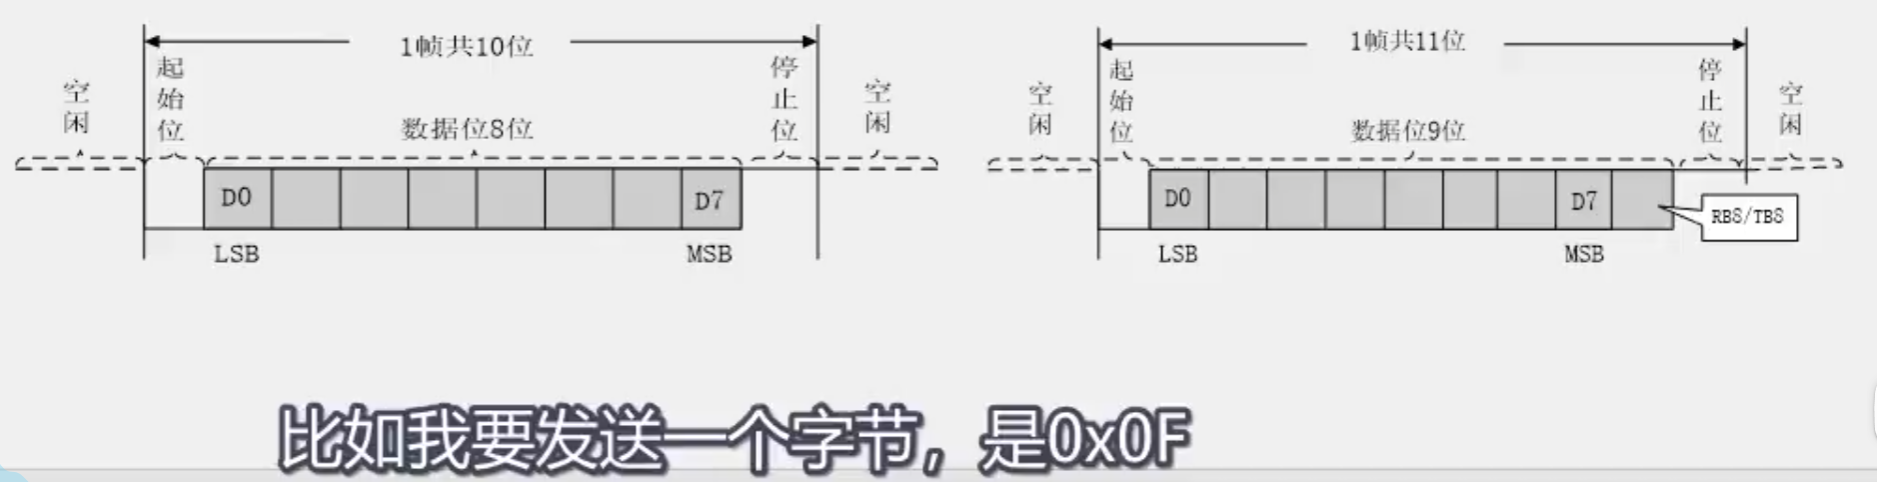 1帧共10位
空闲
起始位
数据位8位
停止位
空闲
D0
D7
LSB
MSB
1帧共11位
空闲
起始位
数据位9位
停止位
空闲
D0
D7
RB8/TB8
LSB
MSB
比如我要发送一个字节，是0x0F